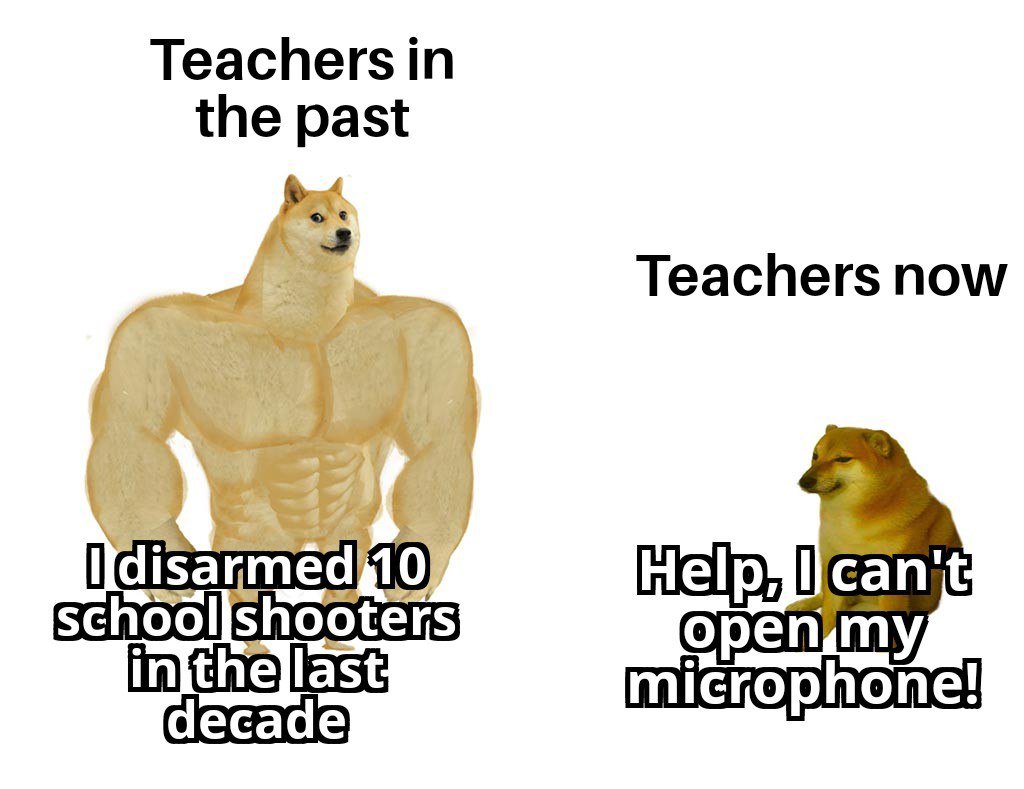 Teachers in
the past
I disarmed 10
school shooters
in the last
decade
Teachers now
Help, I can't
open my
microphone!